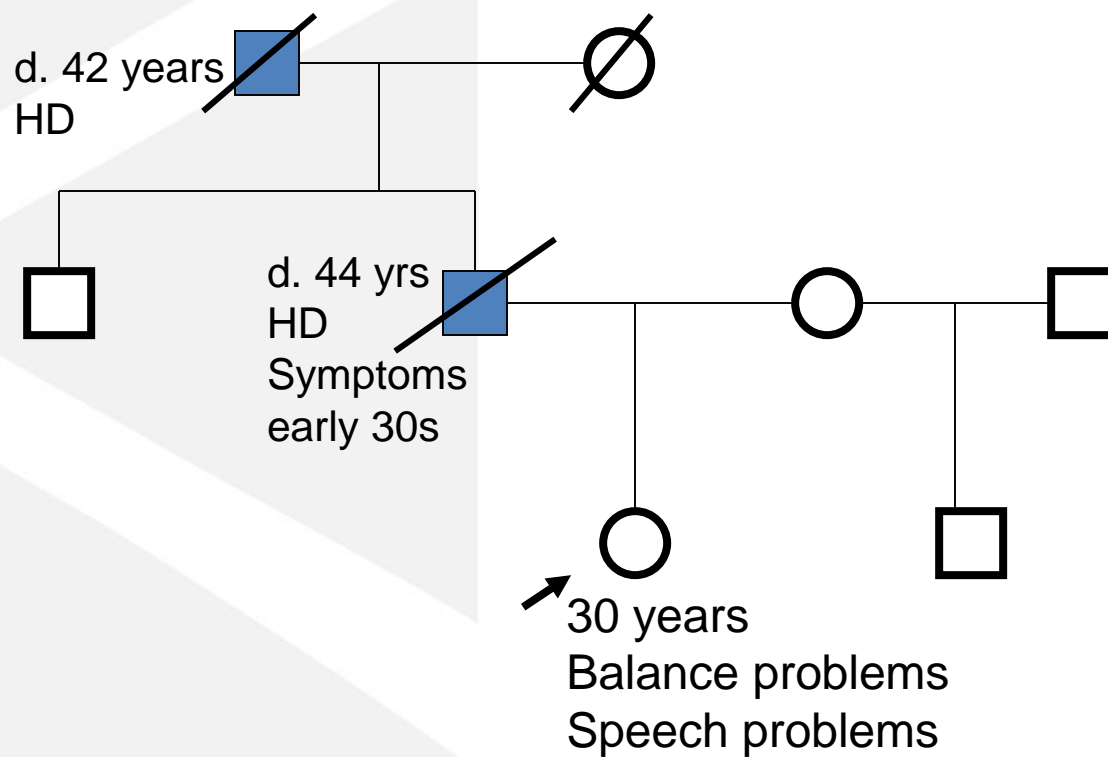 d. 42 years
HD
d. 44 yrs
HD
Symptoms
early 30s
30 years
Balance problems
Speech problems